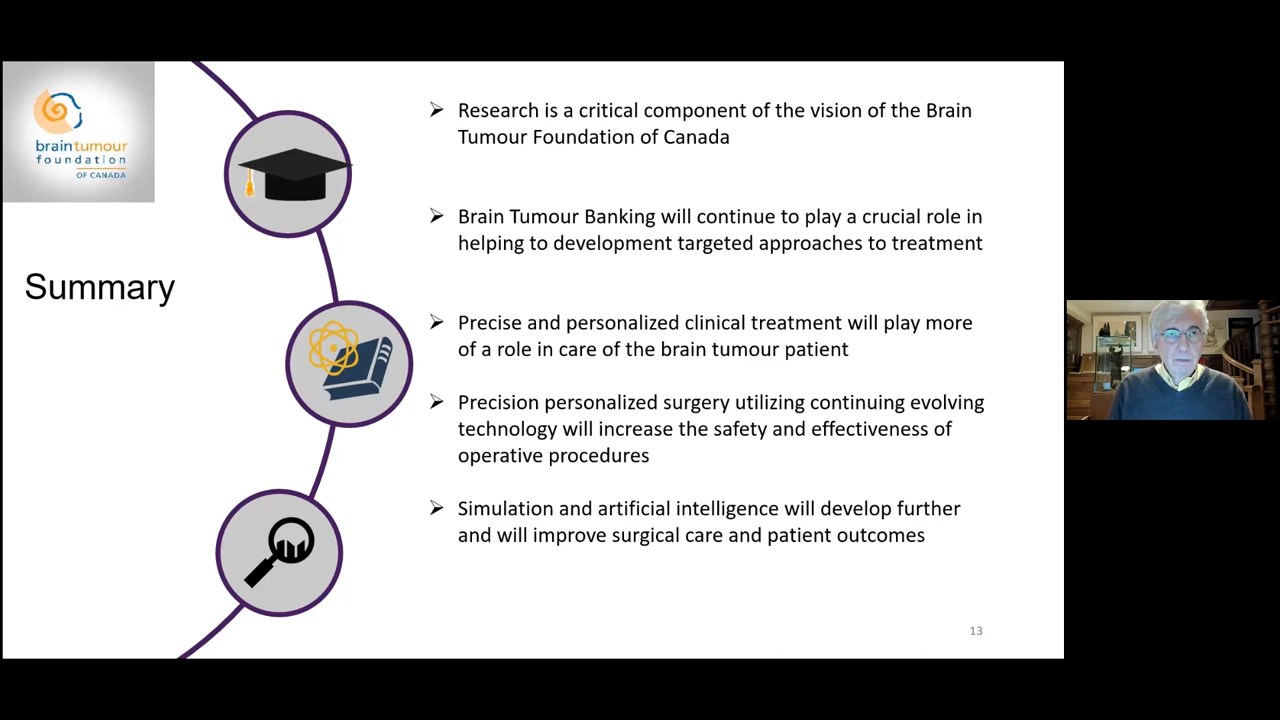 braintumour
foundation
OF CANADA
Summary
➢ Research is a critical component of the vision of the Brain
Tumour Foundation of Canada
➢ Brain Tumour Banking will continue to play a crucial role in
helping to development targeted approaches to treatment
➢ Precise and personalized clinical treatment will play more
of a role in care of the brain tumour patient
➢ Precision personalized surgery utilizing continuing evolving
technology will increase the safety and effectiveness of
operative procedures
➢ Simulation and artificial intelligence will develop further
and will improve surgical care and patient outcomes
13